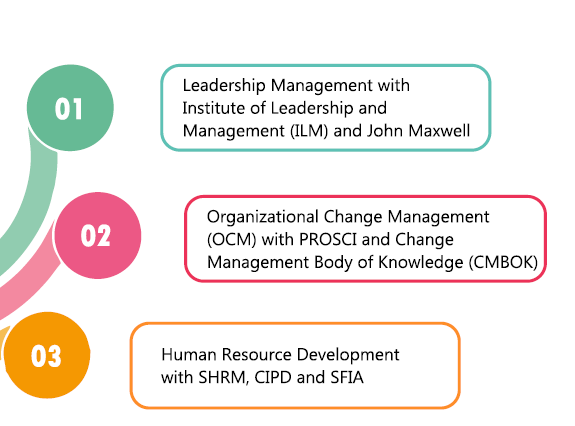 01
Leadership Management with
Institute of Leadership and
Management (ILM) and John Maxwell
02
Organizational Change Management
(OCM) with PROSCI and Change
Management Body of Knowledge (CMBOK)
03
Human Resource Development
with SHRM, CIPD and SFIA